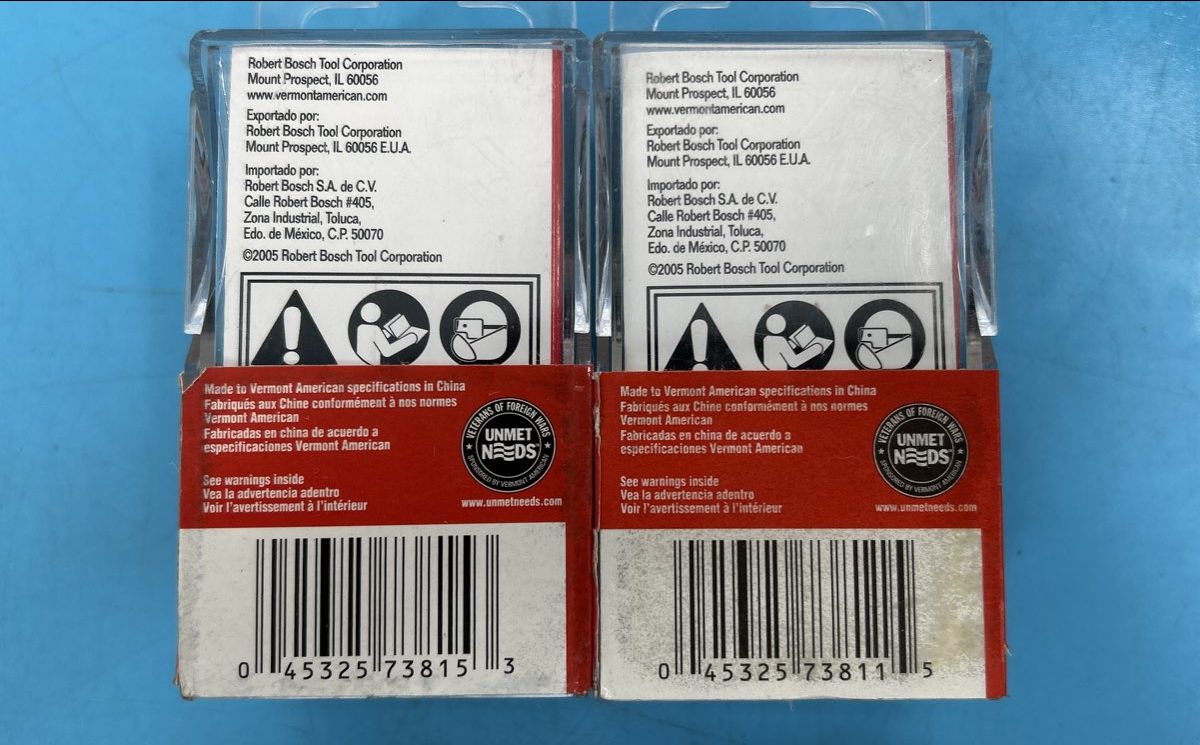 Robert Bosch Tool Corporation
Mount Prospect, IL 60056
www.vermontamerican.com
Exportado por:
Robert Bosch Tool Corporation
Mount Prospect, IL 60056 E.U.A.
Importado por:
Robert Bosch S.A. de C.V.
Calle Robert Bosch #405,
Zona Industrial, Toluca,
Edo. de México, C.P. 50070
©2005 Robert Bosch Tool Corporation
Made to Vermont American specifications in China
Fabriqués aux Chine conformément à nos normes
Vermont American
Fabricadas en china de acuerdo a
especificaciones Vermont American
VETERANS OF FOREIGN WARS
UNMET
NEEDS
SPONSORED BY VERMONT AMERICAN
See warnings inside
Vea la advertencia adentro
Voir l'avertissement à l'intérieur
www.unmetneeds.com
0 45325 73815 3
Robert Bosch Tool Corporation
Mount Prospect, IL 60056
www.vermontamerican.com
Exportado por:
Robert Bosch Tool Corporation
Mount Prospect, IL 60056 E.U.A.
Importado por:
Robert Bosch S.A. de C.V.
Calle Robert Bosch #405,
Zona Industrial, Toluca,
Edo. de México, C.P. 50070
©2005 Robert Bosch Tool Corporation
Made to Vermont American specifications in China
Fabriqués aux Chine conformément à nos normes
Vermont American
Fabricadas en china de acuerdo a
especificaciones Vermont American
VETERANS OF FOREIGN WARS
UNMET
NEEDS
SPONSORED BY VERMONT AMERICAN
See warnings inside
Vea la advertencia adentro
Voir l'avertissement à l'intérieur
www.unmetneeds.com
0 45325 73811 5